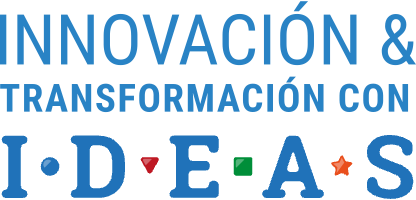 INNOVACIÓN &
TRANSFORMACIÓN CON
I•D▼E■A★S